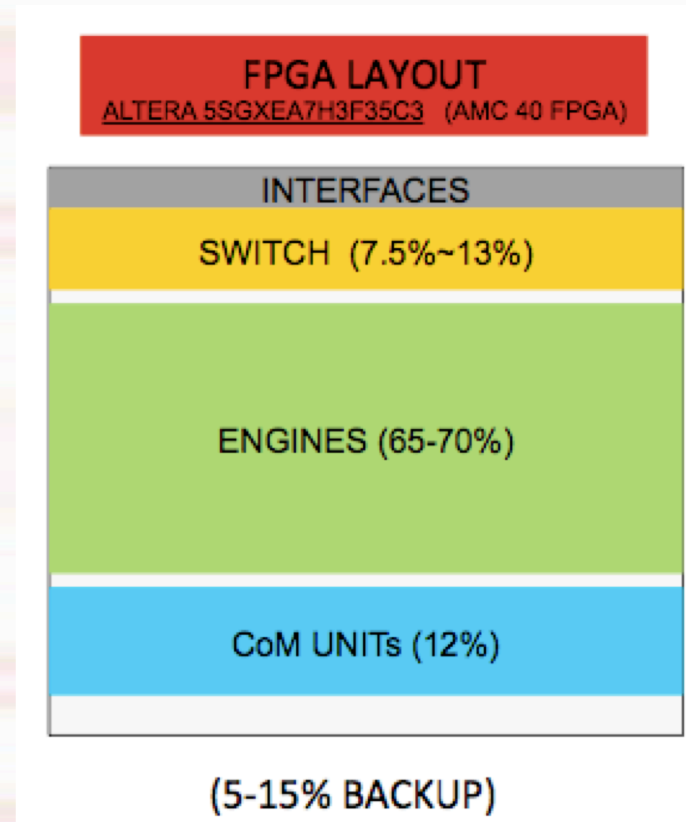 FPGA LAYOUT
ALTERA 5SGXEA7H3F35C3 (AMC 40 FPGA)
INTERFACES
SWITCH (7.5%~13%)
ENGINES (65-70%)
CoM UNITs (12%)
(5-15% BACKUP)